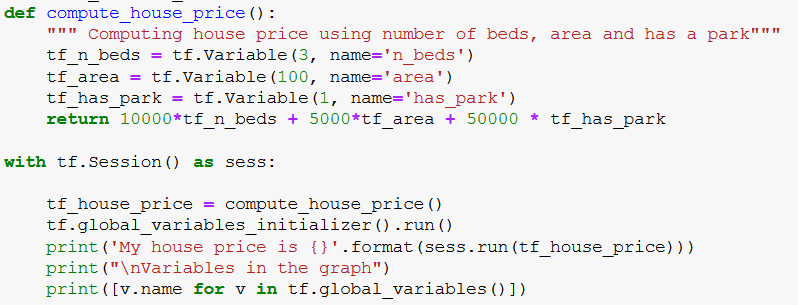 def compute_house_price():
    """ Computing house price using number of beds, area and has a park"""
    tf_n_beds = tf.Variable(3, name='n_beds')
    tf_area = tf.Variable(100, name='area')
    tf_has_park = tf.Variable(1, name='has_park')
    return 10000*tf_n_beds + 5000*tf_area + 50000 * tf_has_park
with tf.Session() as sess:
    tf_house_price = compute_house_price()
    tf.global_variables_initializer().run()
    print('My house price is {}'.format(sess.run(tf_house_price)))
    print("\nVariables in the graph")
    print([v.name for v in tf.global_variables()])